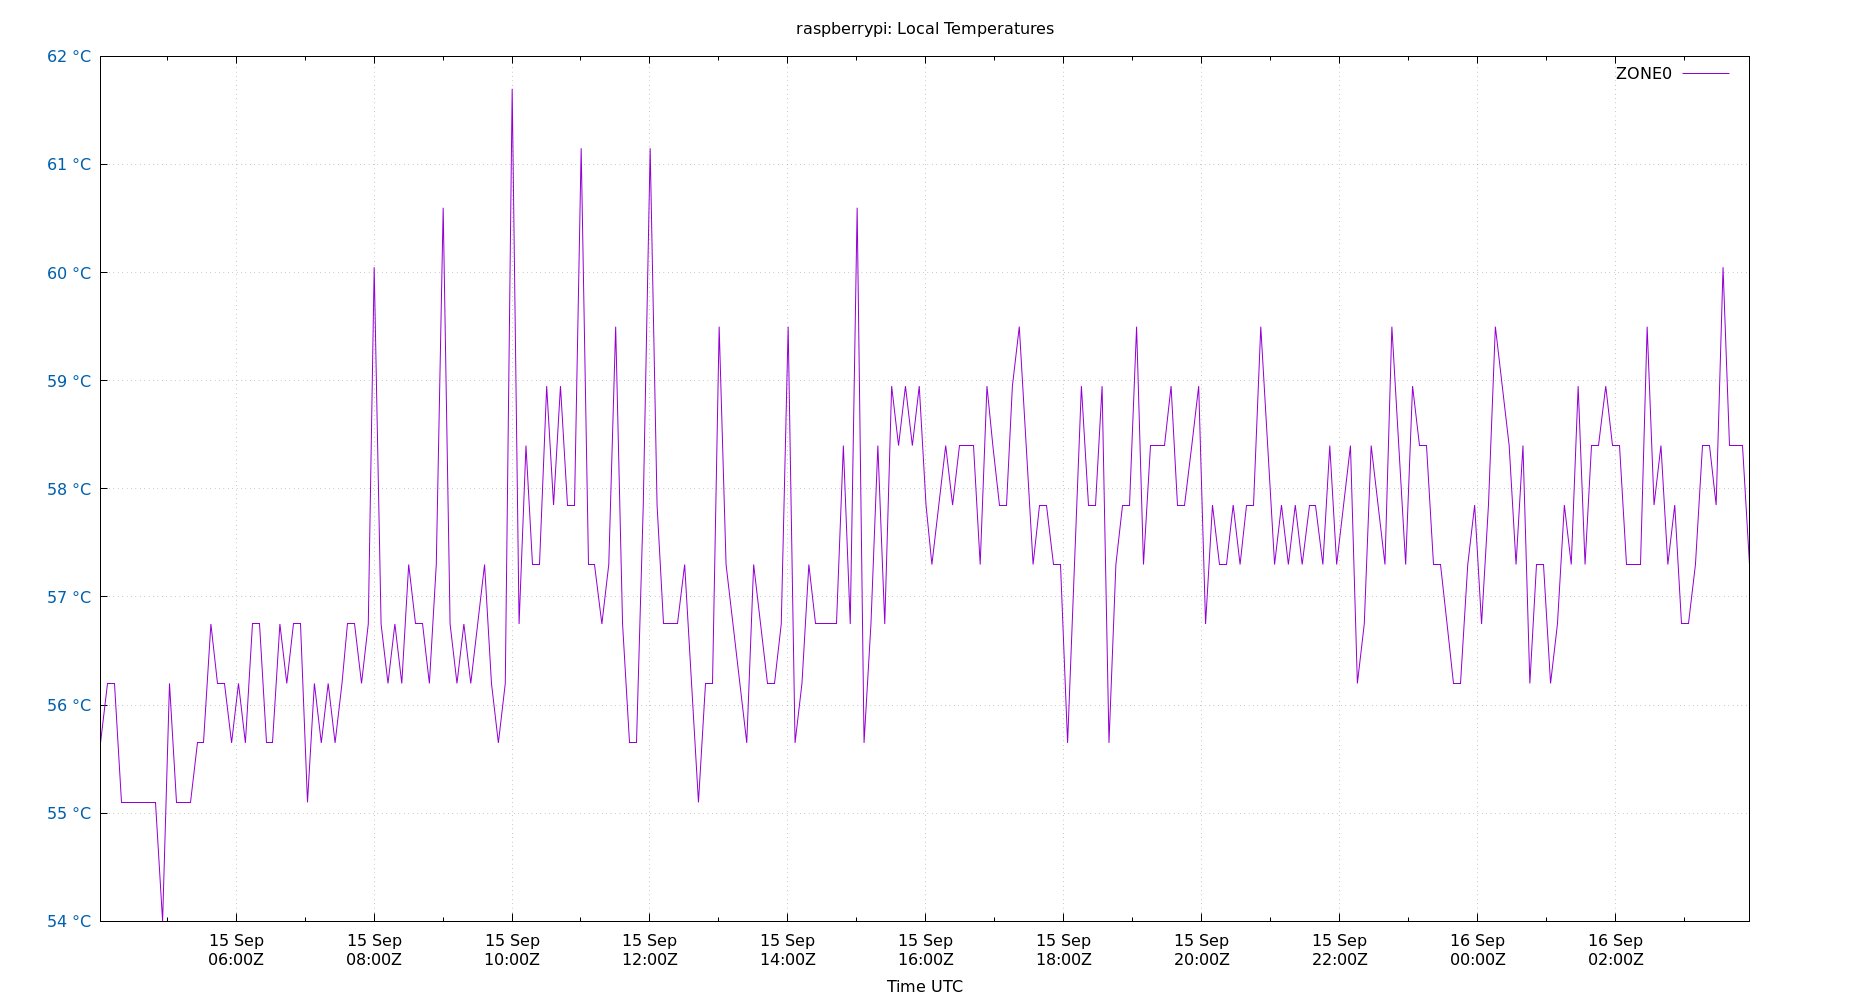 raspberrypi: Local Temperatures
62 °C
ZONE0
61 °C
60 °C
59 °C
58 °C
57 °C
56 °C
55 °C
54 °C
15 Sep 15 Sep 15 Sep 15 Sep 15 Sep 15 Sep 15 Sep 15 Sep 15 Sep 16 Sep 16 Sep
06:00Z 08:00Z 10:00Z 12:00Z 14:00Z 16:00Z 18:00Z 20:00Z 22:00Z 00:00Z 02:00Z
Time UTC